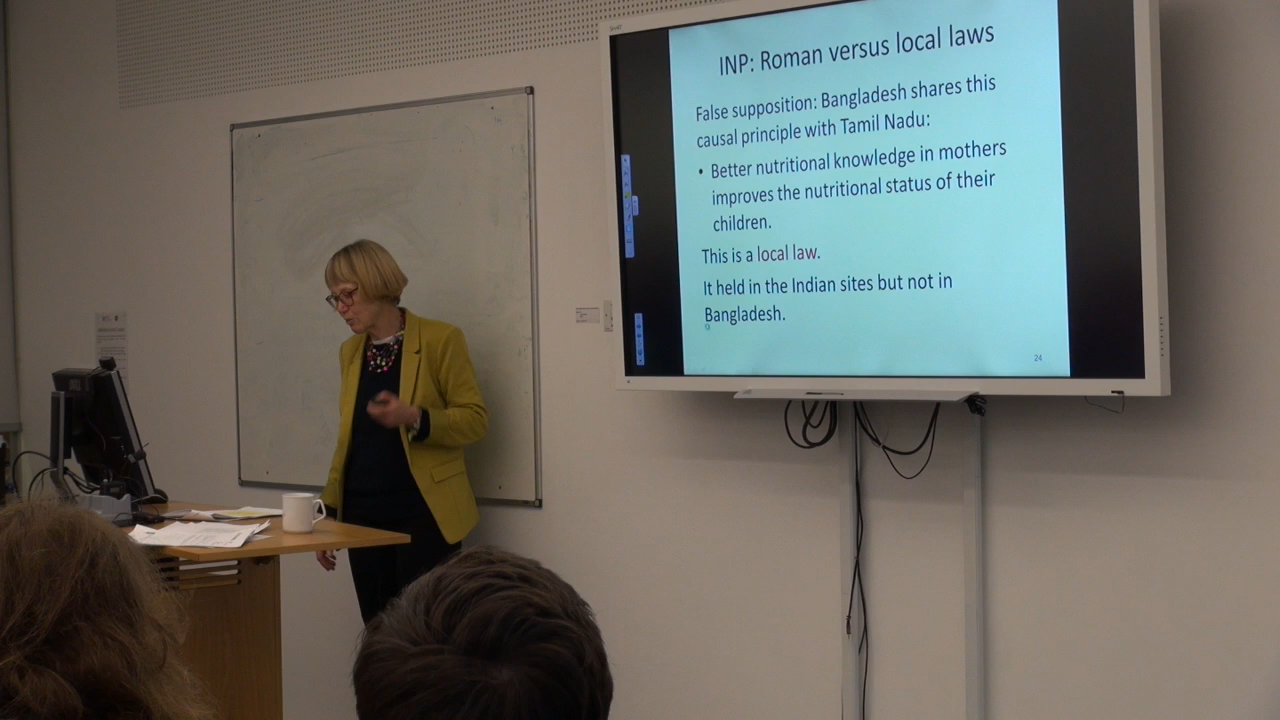 INP: Roman versus local laws
False supposition: Bangladesh shares this
causal principle with Tamil Nadu:
• Better nutritional knowledge in mothers
improves the nutritional status of their
children.
This is a local law.
It held in the Indian sites but not in
Bangladesh.
24